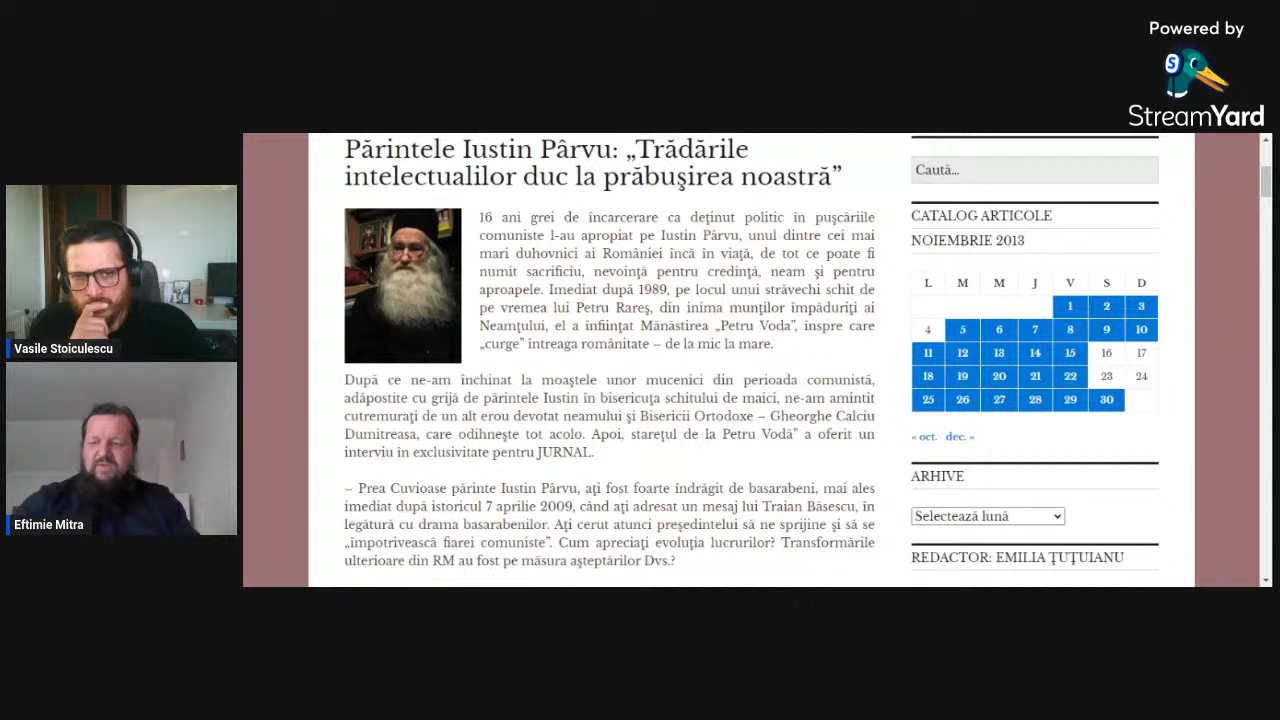 Powered by
S
StreamYard
Părintele Iustin Pârvu: „Trădările
intelectualilor duc la prăbuşirea noastră”
16 ani grei de încarcerare ca deţinut politic în puşcăriile
comuniste l-au apropiat pe Iustin Pârvu, unul dintre cei mai
mari duhovnici ai României încă în viaţă, de tot ce poate fi
numit sacrificiu, nevoinţă pentru credinţă, neam şi pentru
aproapele. Imediat după 1989, pe locul unui străvechi schit de
pe vremea lui Petru Rareş, din inima munţilor împăduriţi ai
Neamţului, el a înfiinţat Mănăstirea „Petru Voda”, înspre care
„curge” întreaga românitate – de la mic la mare.
După ce ne-am închinat la moaştele unor mucenici din perioada comunistă,
adăpostite cu grijă de părintele Iustin în bisericuţa schitului de maici, ne-am amintit
cutremuraţi de un alt erou devotat neamului şi Bisericii Ortodoxe – Gheorghe Calciu
Dumitreasa, care odihneşte tot acolo. Apoi, stareţul de la Petru Vodă” a oferit un
interviu în exclusivitate pentru JURNAL.
– Prea Cuvioase părinte Iustin Pârvu, aţi fost foarte îndrăgit de basarabeni, mai ales
imediat după istoricul 7 aprilie 2009, când aţi adresat un mesaj lui Traian Băsescu, în
legătură cu drama basarabenilor. Aţi cerut atunci preşedintelui să ne sprijine şi să se
„împotrivească fiarei comuniste”. Cum apreciaţi evoluţia lucrurilor? Transformările
ulterioare din RM au fost pe măsura aşteptărilor Dvs.?
Caută...
CATALOG ARTICOLE
NOIEMBRIE 2013
L M M J V S D
1 2 3
4 5 6 7 8 9 10
11 12 13 14 15 16 17
18 19 20 21 22 23 24
25 26 27 28 29 30
« oct. dec. »
ARHIVE
Selectează lună
REDACTOR: EMILIA ŢUŢUIANU
Vasile Stoiculescu
Eftimie Mitra